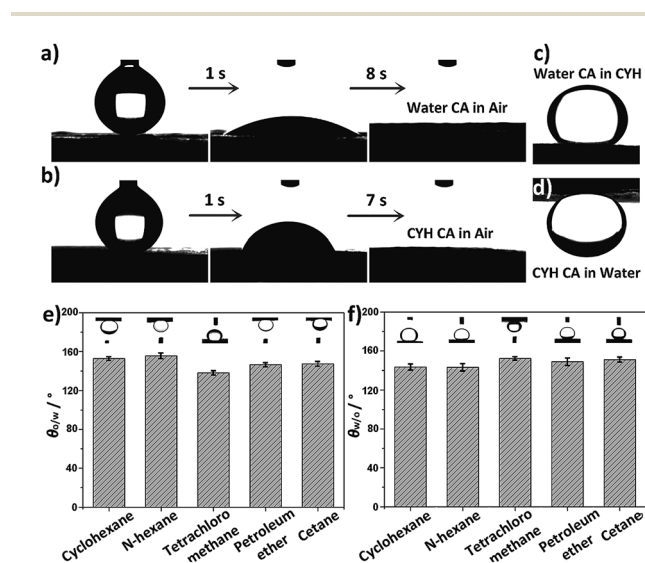 a)
1 s
8 s
Water CA in Air
b)
1 s
7 s
CYH CA in Air
c)
Water CA in CYH
d)
CYH CA in Water
e)
200
160
120
80
40
0
θo/w / °
Cyclohexane
N-hexane
Tetrachloro
methane
Petroleum
ether
Cetane
f)
200
160
120
80
40
0
θw/o / °
Cyclohexane
N-hexane
Tetrachloro
methane
Petroleum
ether
Cetane